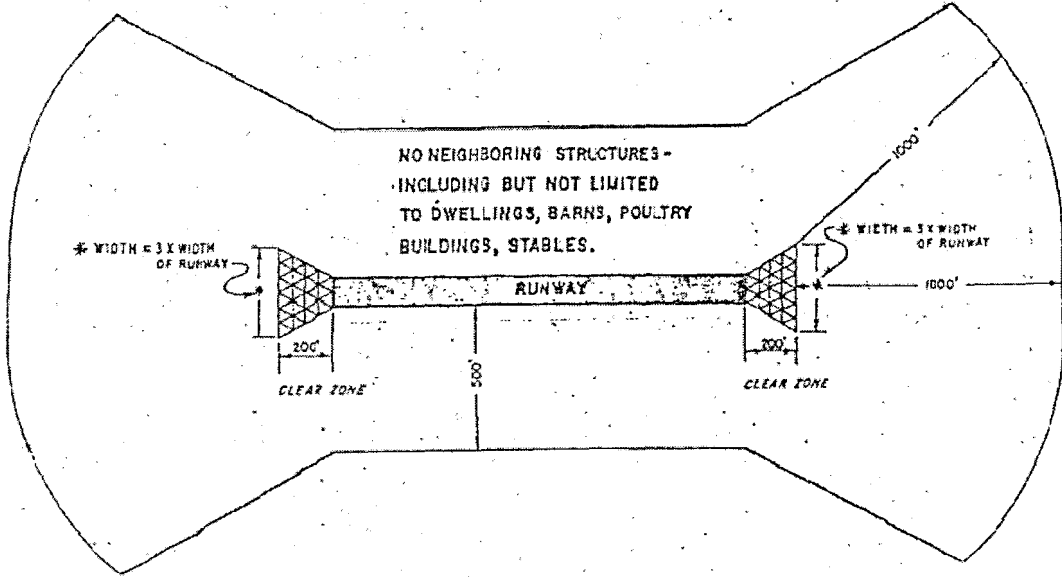 NO NEIGHBORING STRUCTURES-
INCLUDING BUT NOT LIMITED
TO DWELLINGS, BARNS, POULTRY
BUILDINGS, STABLES.
1000'
* WIDTH = 3 X WIDTH
OF RUNWAY
* WIDTH = 3 X WIDTH
OF RUNWAY
RUNWAY
1000'
200'
200'
CLEAR ZONE
500'
CLEAR ZONE